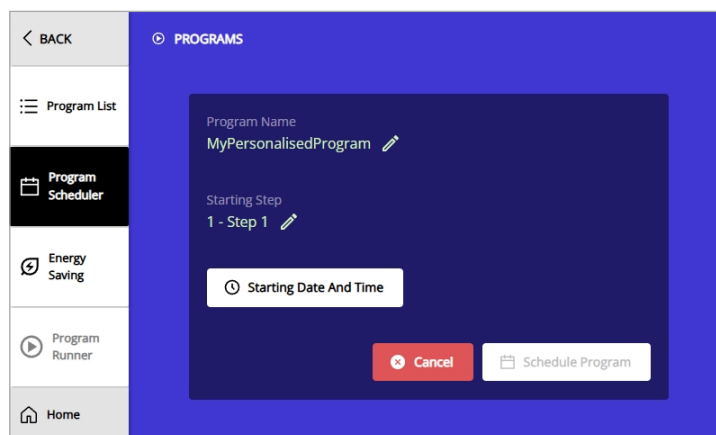 BACK
PROGRAMS
Program List
Program
Scheduler
Energy
Saving
Program
Runner
Home
Program Name
MyPersonalisedProgram
Starting Step
1 - Step 1
Starting Date And Time
Cancel
Schedule Program